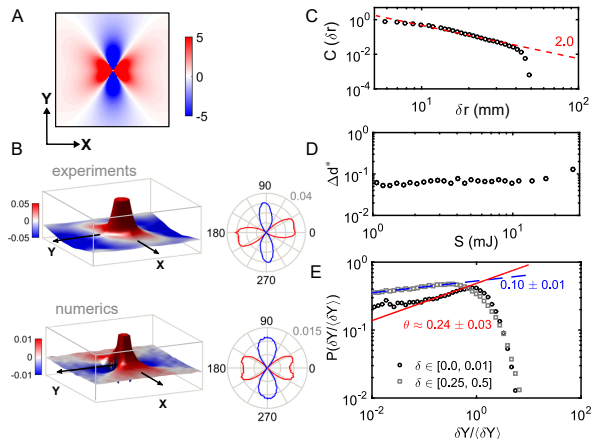 A
5
0
-5
Y
X
B
experiments
0.05
0
-0.05
Y
X
90
0.04
180
0
270
numerics
0.01
0
-0.01
Y
X
90
0.015
180
0
270
C
C (δr)
10^0
10^-2
10^-4
2.0
10^1
10^2
δr (mm)
D
Δd*
10^0
10^-1
10^-2
10^0
10^1
S (mJ)
E
P(δY/⟨δY⟩)
10^0
10^-1
10^-2
0.10 ± 0.01
θ ≈ 0.24 ± 0.03
δ ∈ [0.0, 0.01]
δ ∈ [0.25, 0.5]
10^-2
10^0
10^2
δY/⟨δY⟩